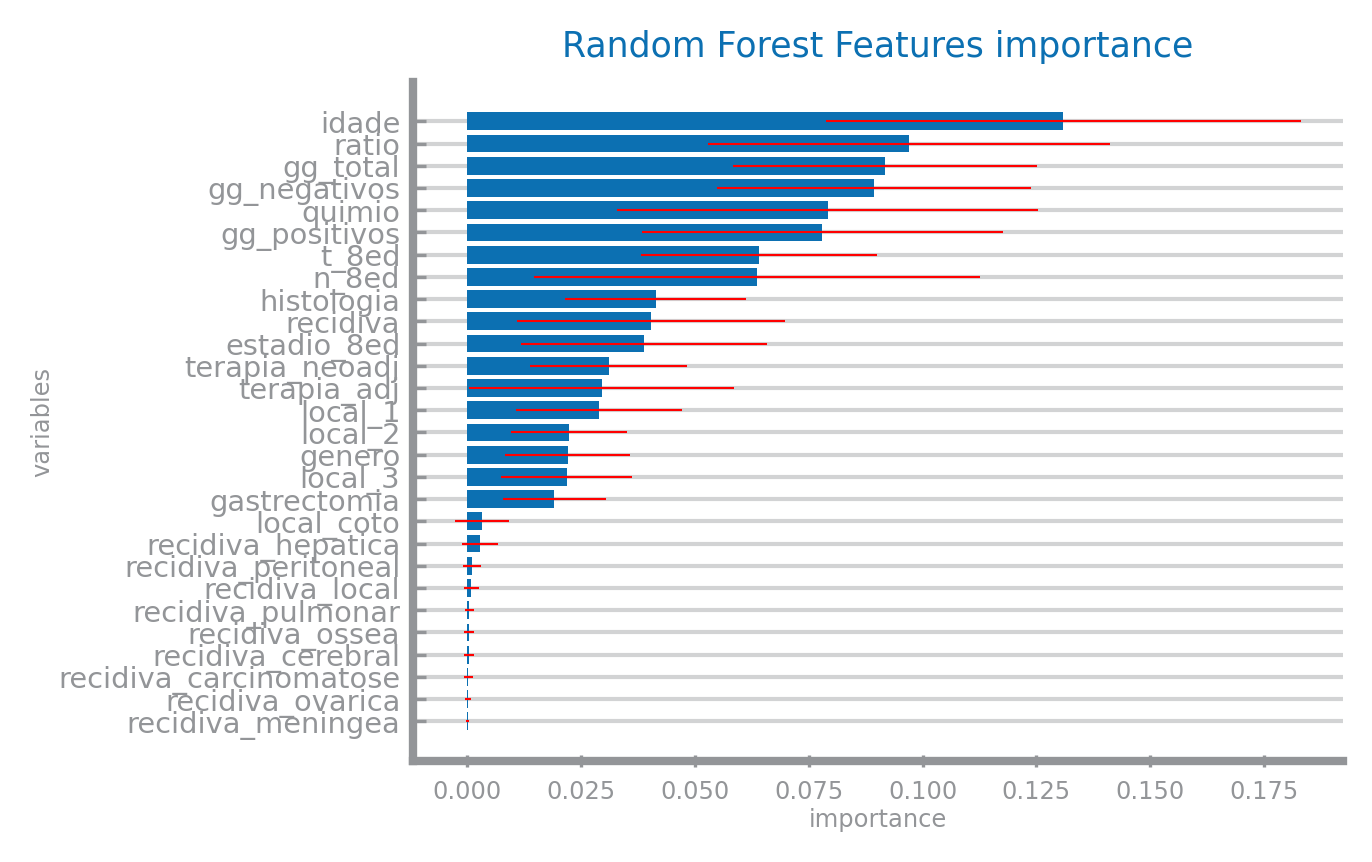 Random Forest Features importance
idade
ratio
gg_total
gg_negativos
quimio
gg_positivos
t_8ed
n_8ed
histologia
recidiva
estadio_8ed
terapia_neoadj
terapia_adj
local_1
local_2
genero
local_3
gastrectomia
local_coto
recidiva_hepatica
recidiva_peritoneal
recidiva_local
recidiva_pulmonar
recidiva_ossea
recidiva_cerebral
recidiva_carcinomatose
recidiva_ovarica
recidiva_meningea
variables
0.000 0.025 0.050 0.075 0.100 0.125 0.150 0.175
importance